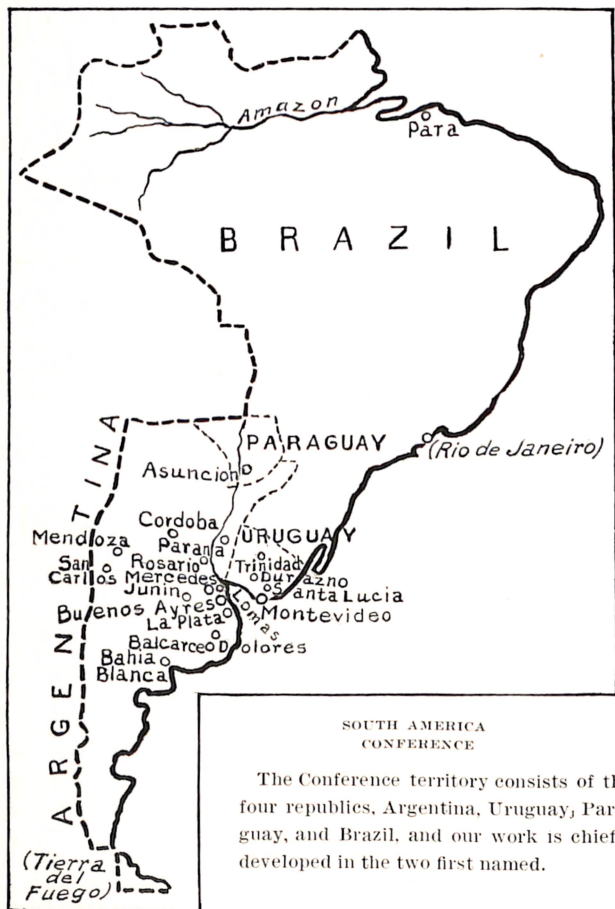 Amazon
Para
BRAZIL
PARAGUAY
(Rio de Janeiro)
Asuncion
ARGENTINA
Cordoba
Parana
URUGUAY
Mendoza
Rosario
Trinidad
San
Carlos
Mercedes
Durazno
Junin
Santa Lucia
Buenos Ayres
Lomas
Montevideo
La Plata
Balcarce
Dolores
Bahia
Blanca
(Tierra
del
Fuego)
SOUTH AMERICA
CONFERENCE
The Conference territory consists of
four republics, Argentina, Uruguay, Par
guay, and Brazil, and our work is chief
developed in the two first named.